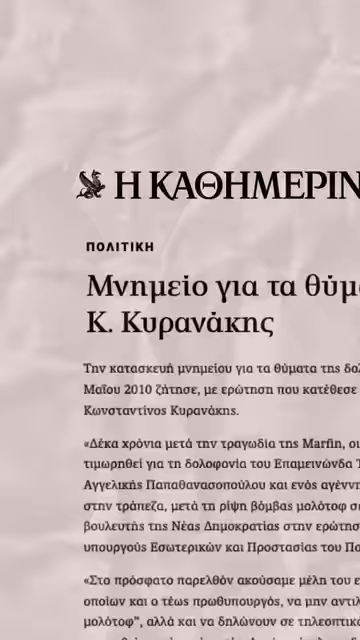 Η ΚΑΘΗΜΕΡΙΝ
ΠΟΛΙΤΙΚΗ
Μνημείο για τα θύμ
Κ. Κυρανάκης
Την κατασκευή μνημείου για τα θύματα της δολ
Μαΐου 2010 ζήτησε, με ερώτηση που κατέθεσε
Κωνσταντίνος Κυρανάκης.
«Δέκα χρόνια μετά την τραγωδία της Marfin, οι
τιμωρηθεί για τη δολοφονία του Επαμεινώνδα Τ
Αγγελικής Παπαθανασοπούλου και ενός αγέννη
στην τράπεζα, μετά τη ρίψη βόμβας μολότοφ σ
βουλευτής της Νέας Δημοκρατίας στην ερώτησ
υπουργούς Εσωτερικών και Προστασίας του Πο
«Στο πρόσφατο παρελθόν ακούσαμε μέλη του ε
οποίων και ο τέως πρωθυπουργός, να μην αντιλ
μολότοφ”, αλλά και να δηλώνουν σε τηλεοπτικ